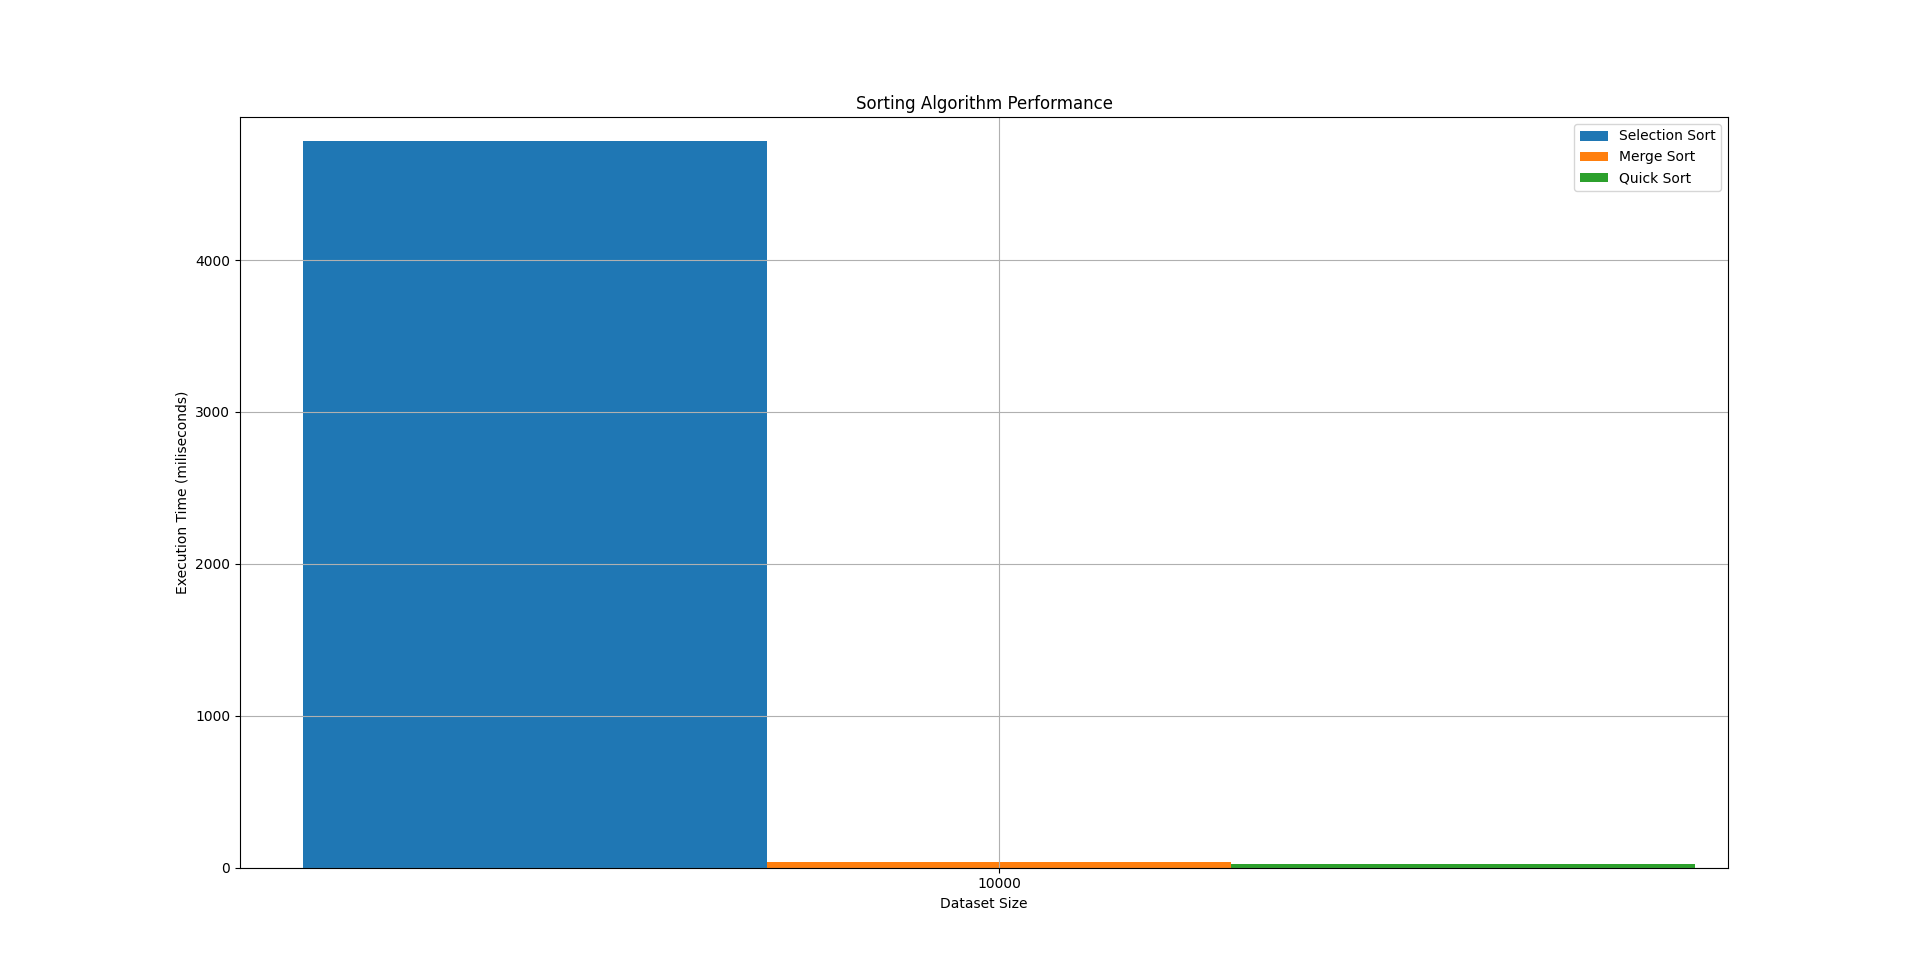 Sorting Algorithm Performance
Selection Sort
Merge Sort
Quick Sort
4000
3000
2000
1000
0
Execution Time (miliseconds)
10000
Dataset Size